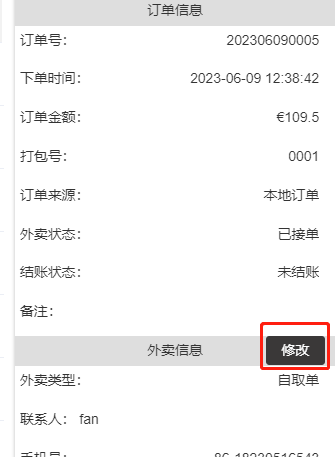 订单信息
订单号： 202306090005
下单时间： 2023-06-09 12:38:42
订单金额： €109.5
打包号： 0001
订单来源： 本地订单
外卖状态： 已接单
结账状态： 未结账
备注：
外卖信息 修改
外卖类型： 自取单
联系人： fan
手机号：